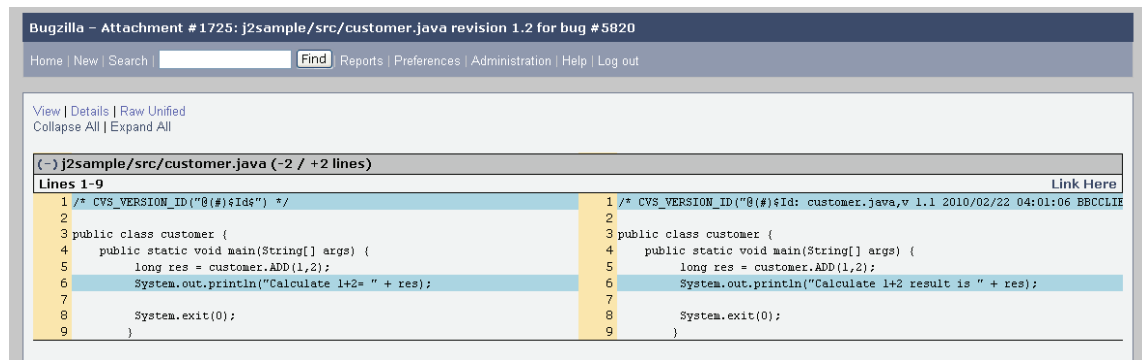 Bugzilla – Attachment #1725: j2sample/src/customer.java revision 1.2 for bug #5820
Home | New | Search | Find | Reports | Preferences | Administration | Help | Log out
View | Details | Raw Unified
Collapse All | Expand All
(-) j2sample/src/customer.java (-2 / +2 lines)
Lines 1-9 Link Here
1 /* CVS_VERSION_ID("@(#)$Id$") */ 1 /* CVS_VERSION_ID("@(#)$Id: customer.java,v 1.1 2010/02/22 04:01:06 BBCCLIE
2 2
3 public class customer { 3 public class customer {
4 public static void main(String[] args) { 4 public static void main(String[] args) {
5 long res = customer.ADD(1,2); 5 long res = customer.ADD(1,2);
6 System.out.println("Calculate 1+2= " + res); 6 System.out.println("Calculate 1+2 result is " + res);
7 7
8 System.exit(0); 8 System.exit(0);
9 } 9 }